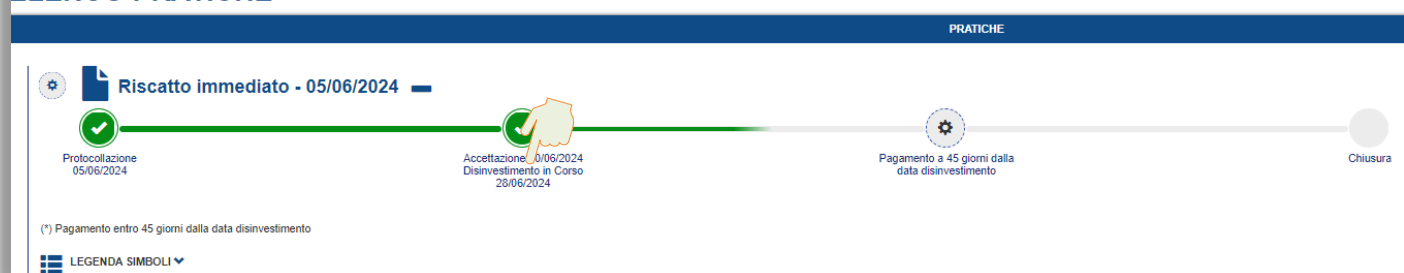 PRATICHE
Riscatto immediato - 05/06/2024
Protocollazione
05/06/2024
Accettazione 0/06/2024
Disinvestimento in Corso
28/06/2024
Pagamento a 45 giorni dalla
data disinvestimento
Chiusura
(*) Pagamento entro 45 giorni dalla data disinvestimento
LEGENDA SIMBOLI